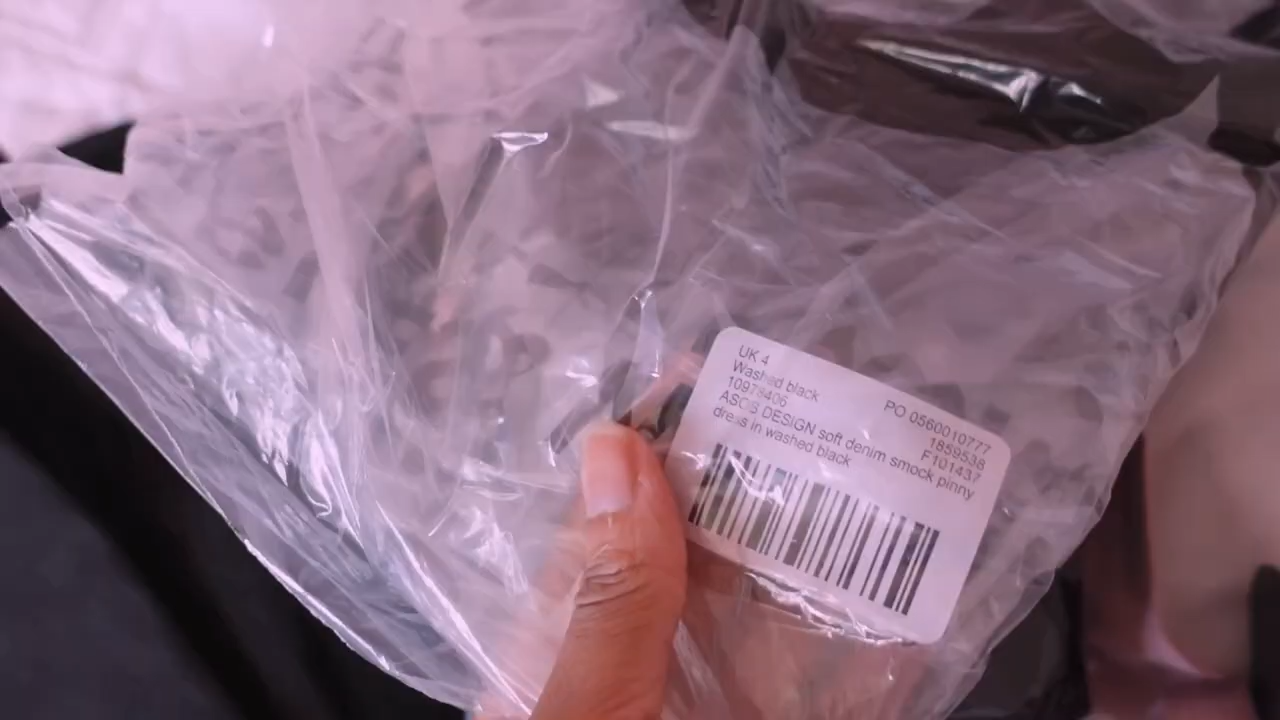 UK 4
Washed black
PO 0560010777
1859538
F101437
ASOS DESIGN soft denim smock pinny
dress in washed black